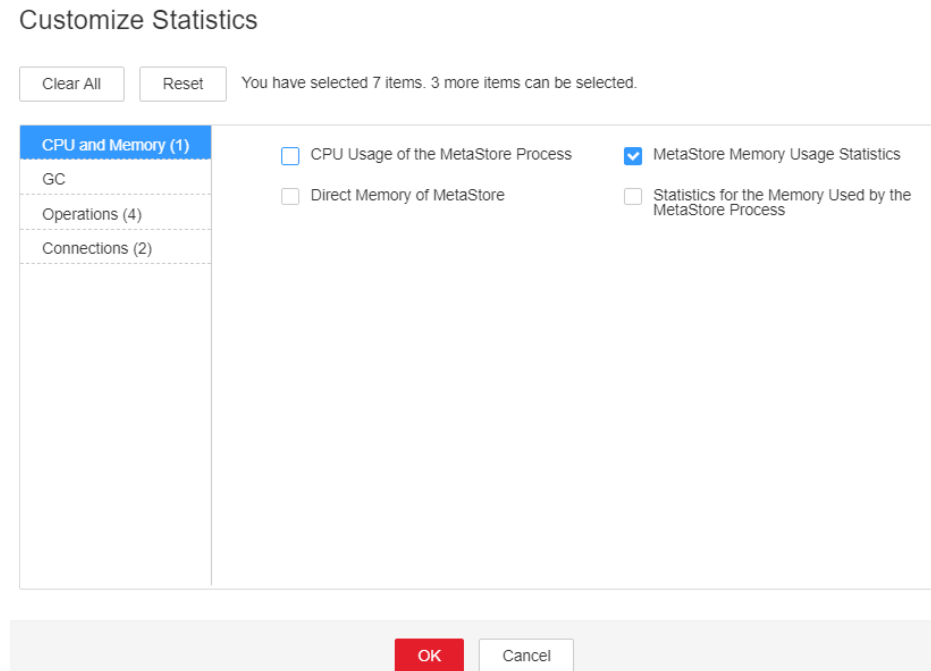 Customize Statistics
Clear All
Reset
You have selected 7 items. 3 more items can be selected.
CPU and Memory (1)
GC
Operations (4)
Connections (2)
CPU Usage of the MetaStore Process
MetaStore Memory Usage Statistics
Direct Memory of MetaStore
Statistics for the Memory Used by the
MetaStore Process
OK
Cancel